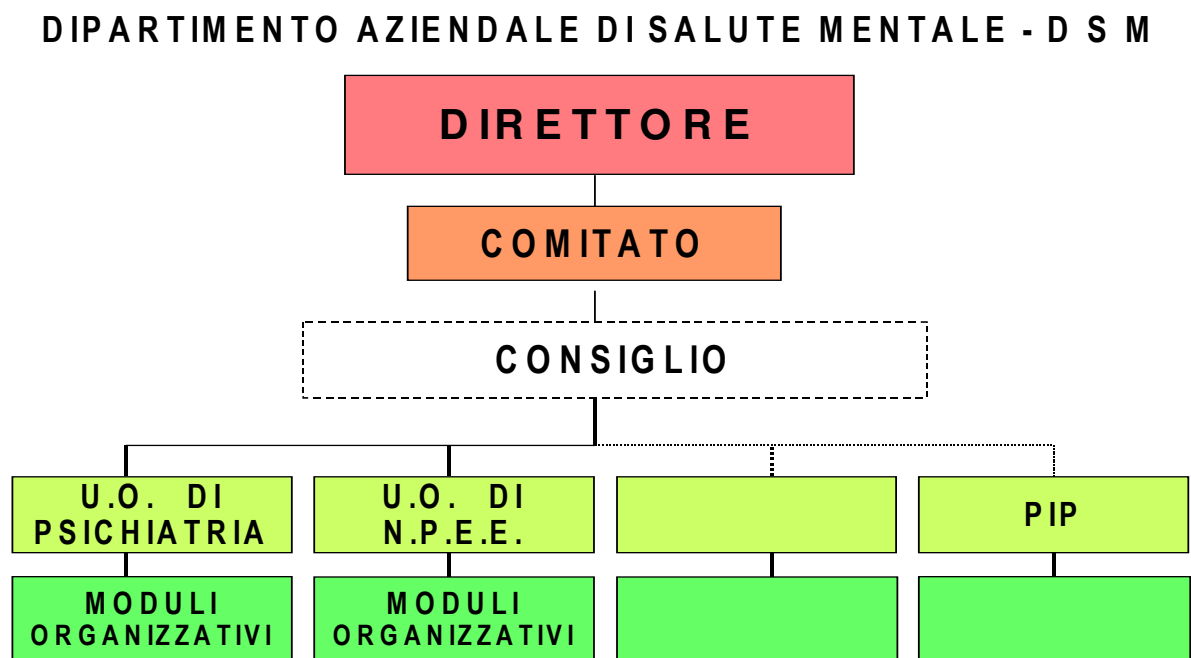 DIPARTIMENTO AZIENDALE DI SALUTE MENTALE - D S M
DIRETTORE
COMITATO
CONSIGLIO
U.O. DI
PSICHIATRIA
U.O. DI
N.P.E.E.
PIP
MODULI
ORGANIZZATIVI
MODULI
ORGANIZZATIVI